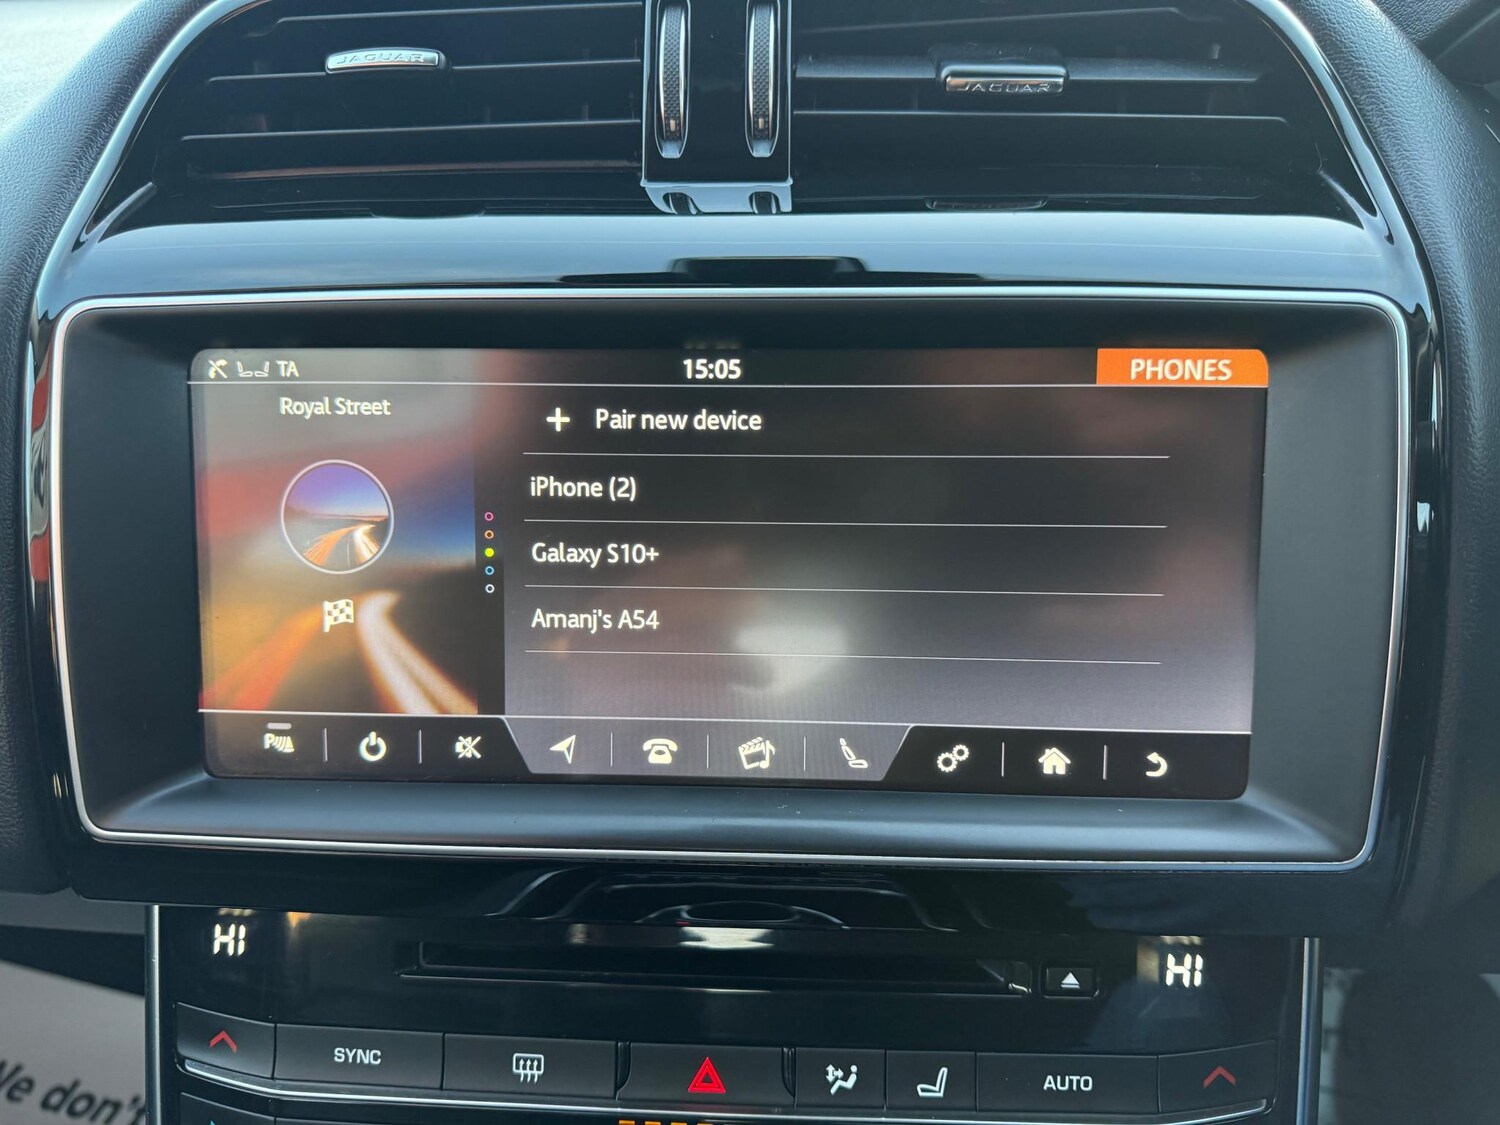 JAGUAR
JAGUAR
TA
15:05
PHONES
Royal Street
+ Pair new device
iPhone (2)
Galaxy S10+
Amanj's A54
P
HI
HI
SYNC
AUTO
We don't